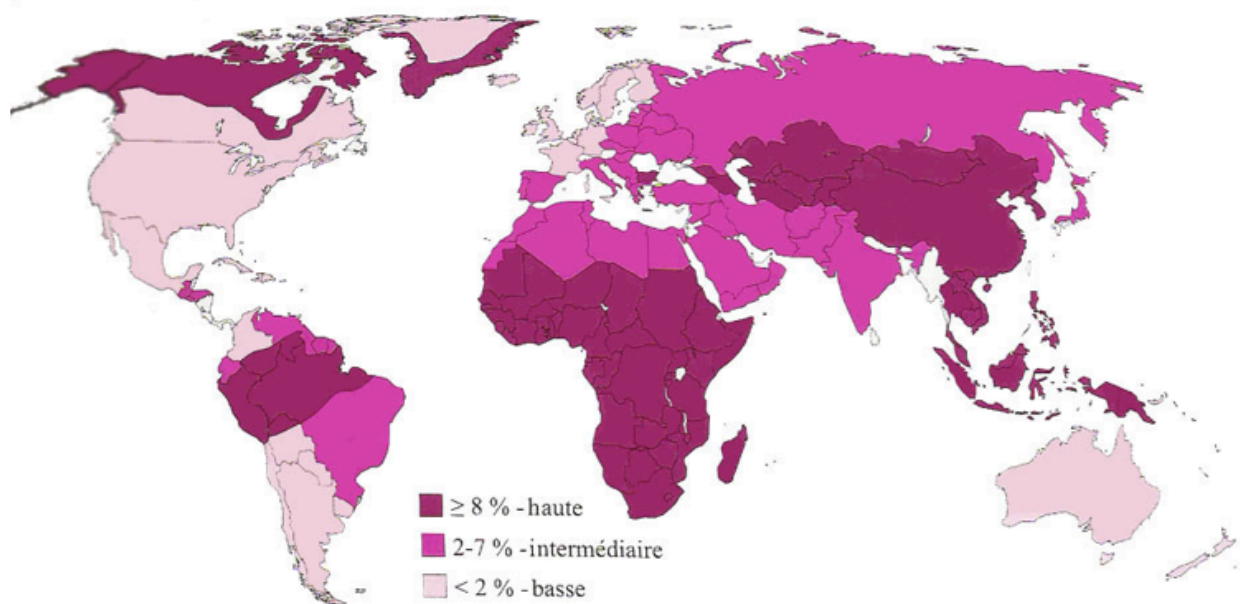 ≥ 8 % - haute
2-7 % - intermédiaire
< 2 % - basse